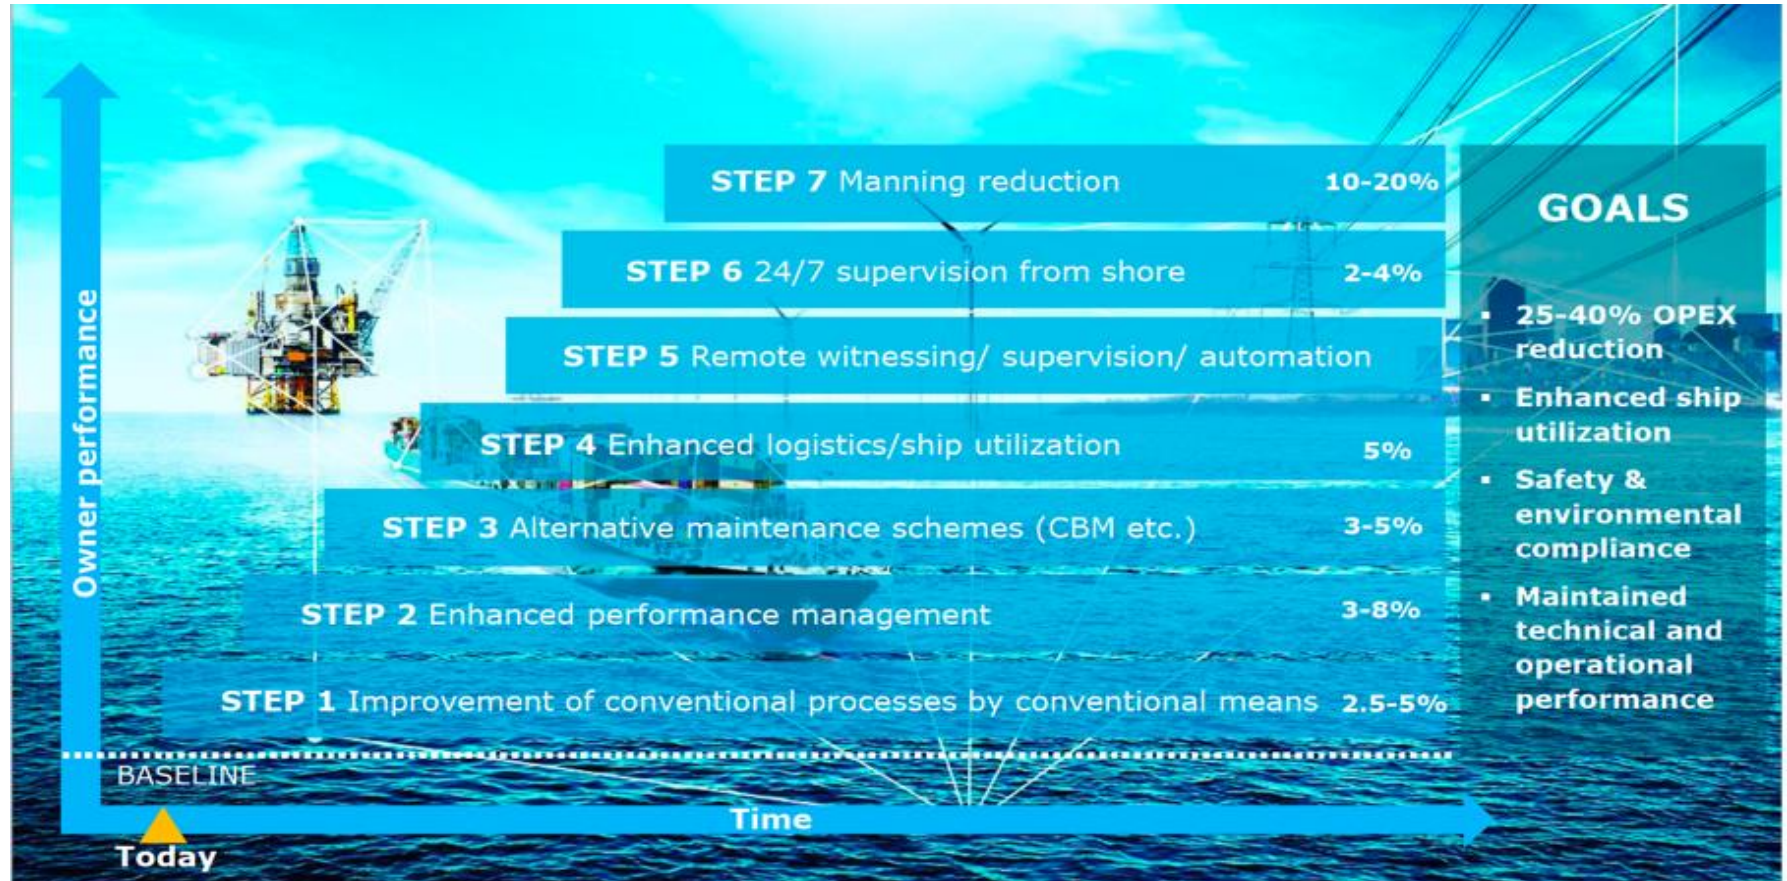 STEP 7 Manning reduction 10-20%
STEP 6 24/7 supervision from shore 2-4%
STEP 5 Remote witnessing/ supervision/ automation
STEP 4 Enhanced logistics/ship utilization 5%
STEP 3 Alternative maintenance schemes (CBM etc.) 3-5%
STEP 2 Enhanced performance management 3-8%
STEP 1 Improvement of conventional processes by conventional means 2.5-5%
GOALS
▪ 25-40% OPEX
reduction
▪ Enhanced ship
utilization
▪ Safety &
environmental
compliance
▪ Maintained
technical and
operational
performance
Owner performance
BASELINE
Time
Today